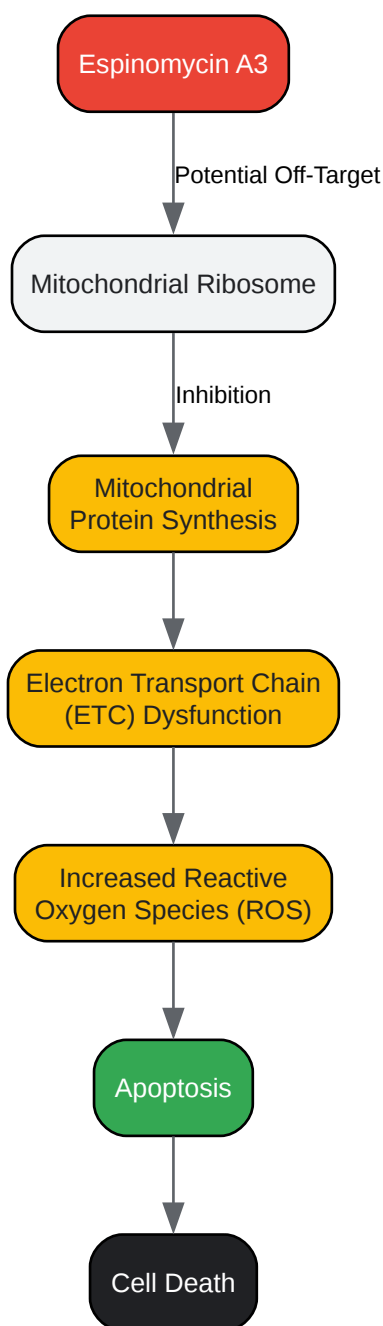 Espinomycin A3
Potential Off-Target
Mitochondrial Ribosome
Inhibition
Mitochondrial
Protein Synthesis
Electron Transport Chain
(ETC) Dysfunction
Increased Reactive
Oxygen Species (ROS)
Apoptosis
Cell Death